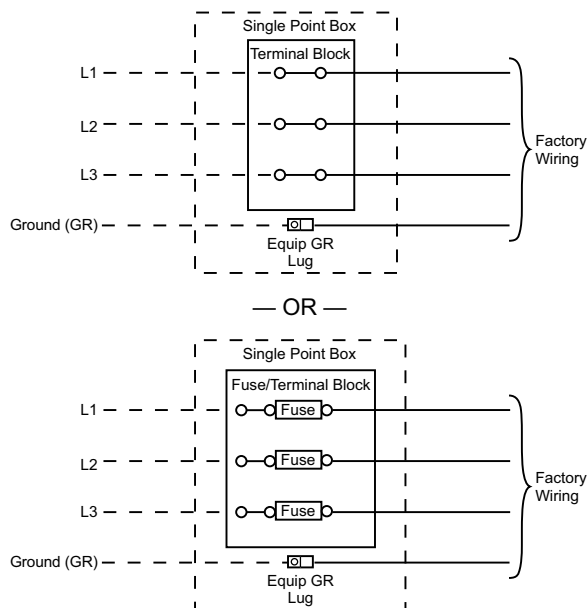 Single Point Box
Terminal Block
L1
L2
L3
Factory
Wiring
Ground (GR)
Equip GR
Lug
— OR —
Single Point Box
Fuse/Terminal Block
L1
Fuse
L2
Fuse
L3
Fuse
Factory
Wiring
Ground (GR)
Equip GR
Lug